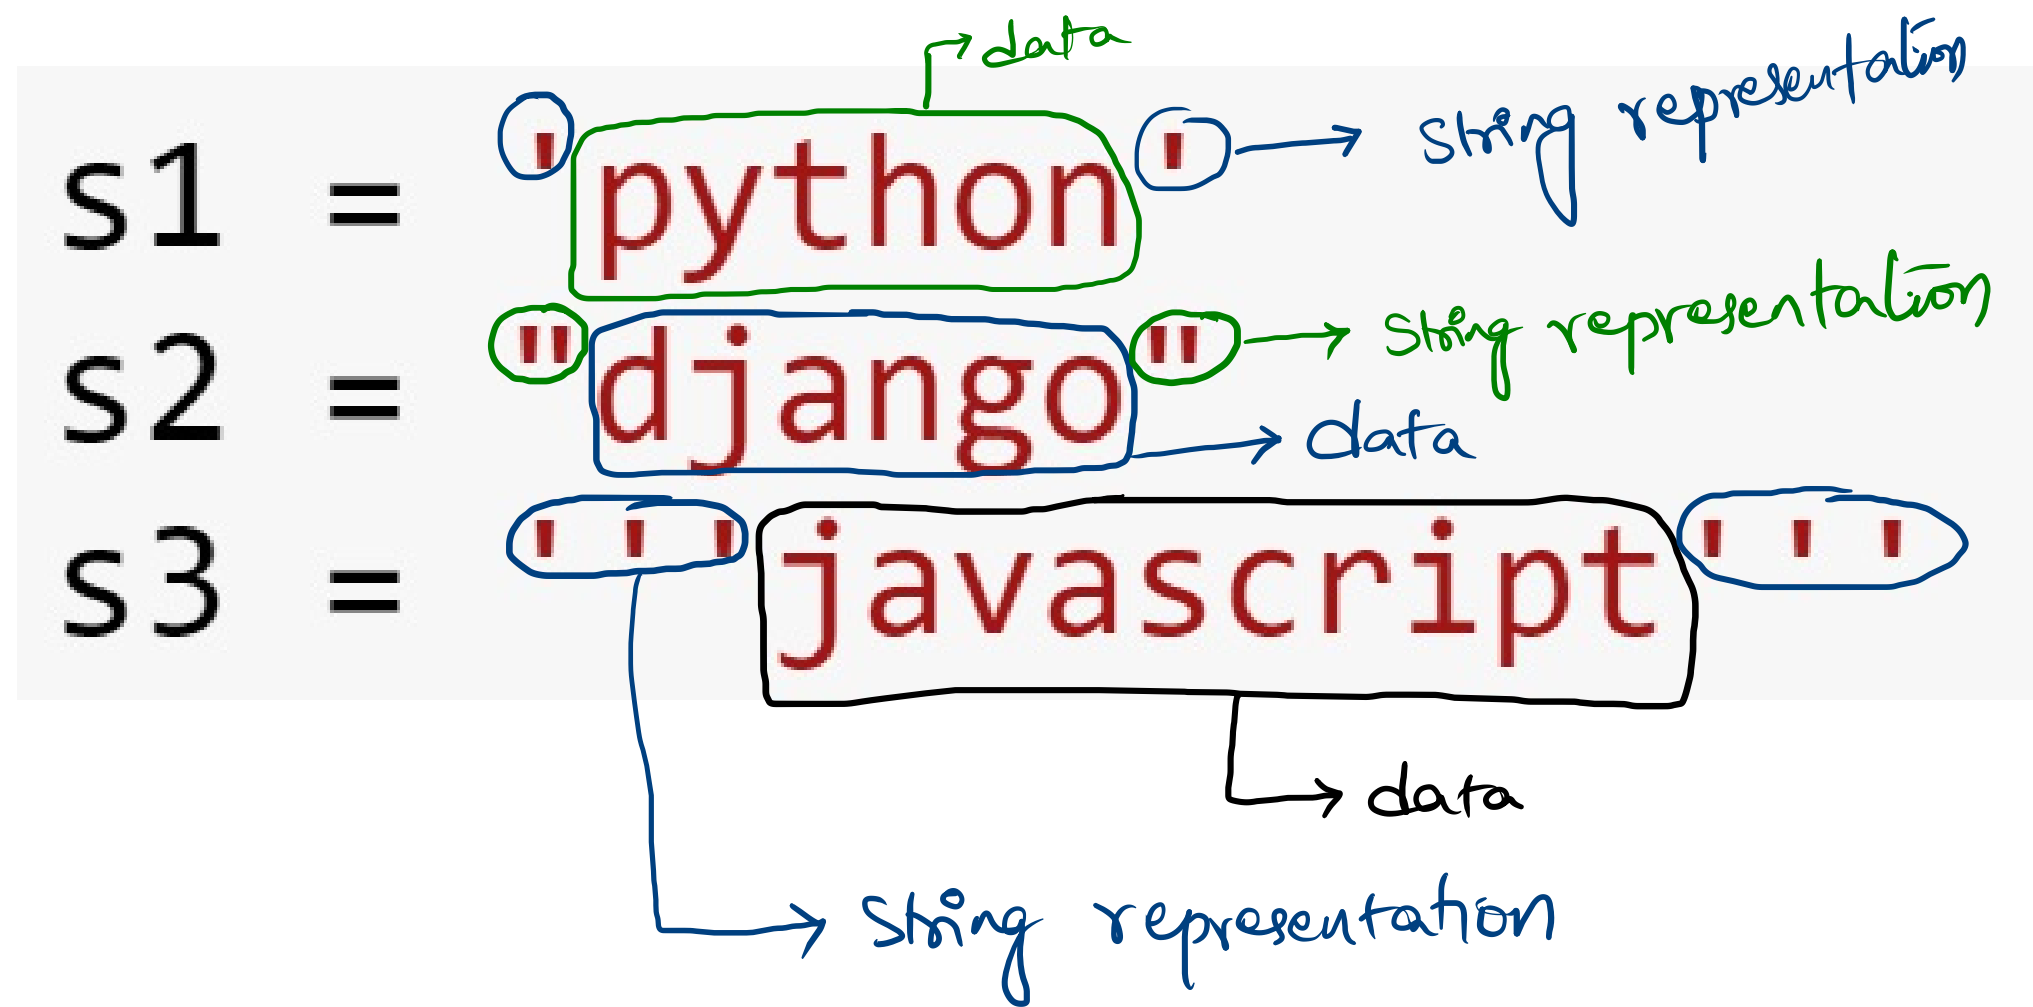 data
s1 = 'python' string representation
s2 = "django" string representation
data
s3 = '''javascript'''
data
string representation